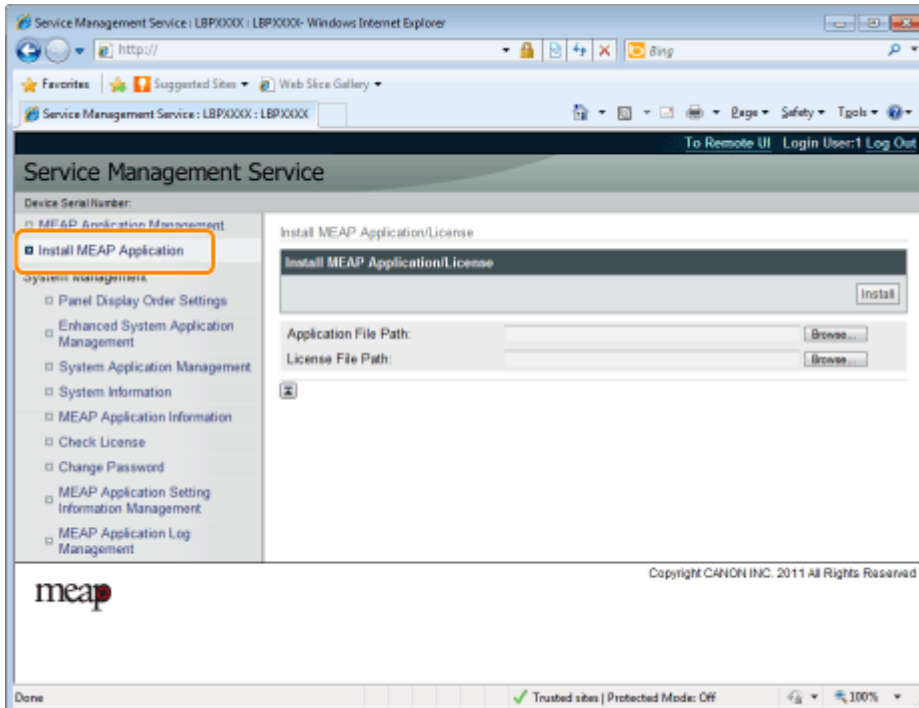 Service Management Service : LBPXXXX : LBPXXXX- Windows Internet Explorer
http://
Bing
Favorites Suggested Sites Web Slice Gallery
Service Management Service : LBPXXXX : LBPXXXX
Page Safety Tools
To Remote UI Login User:1 Log Out
Service Management Service
Device Serial Number:
MEAP Application Management
Install MEAP Application
System Management
Panel Display Order Settings
Enhanced System Application
Management
System Application Management
System Information
MEAP Application Information
Check License
Change Password
MEAP Application Setting
Information Management
MEAP Application Log
Management
Install MEAP Application/License
Install MEAP Application/License
Install
Application File Path:
Browse...
License File Path:
Browse...
Copyright CANON INC. 2011 All Rights Reserved
meap
Done
Trusted sites | Protected Mode: Off
100%